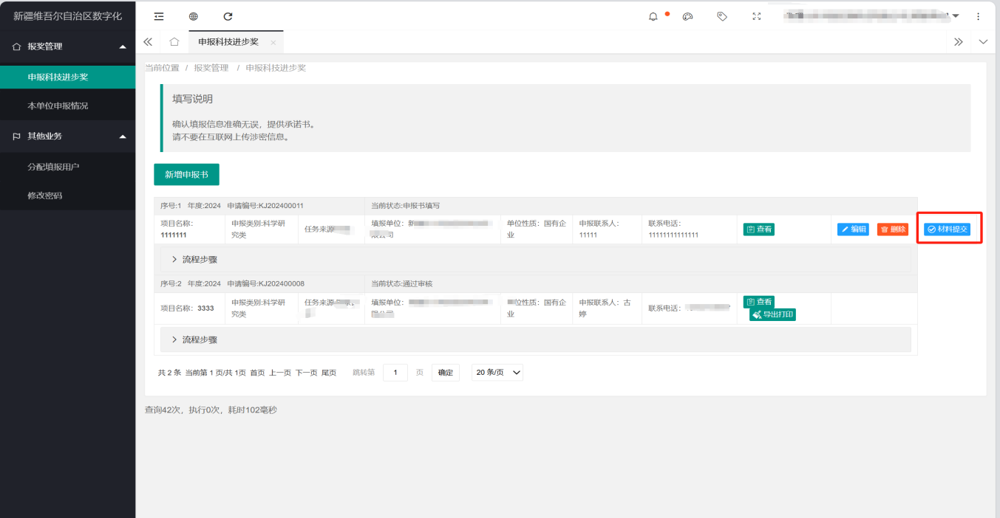 新疆维吾尔自治区数字化
报奖管理
申报科技进步奖
本单位申报情况
其他业务
分配填报用户
修改密码
申报科技进步奖
当前位置 / 报奖管理 / 申报科技进步奖
填写说明
确认填报信息准确无误，提供承诺书。
请不要在互联网上传涉密信息。
新增申报书
序号:1 年度:2024 申请编号:KJ202400011 当前状态:申报书填写
项目名称：
1111111
申报类别:科学研
究类
任务来源
填报单位：新
限公司
单位性质：国有企
业
申报联系人：
11111
联系电话：
11111111111111
查看
编辑
删除
材料提交
流程步骤
序号:2 年度:2024 申请编号:KJ202400008 当前状态:通过审核
项目名称：3333
申报类别:科学研
究类
任务来源
填报单位：
限公司
位性质：国有企
业
申报联系人：古
婷
联系电话：
查看
导出打印
流程步骤
共 2 条 当前第 1 页/共 1页 首页 上一页 下一页 尾页 跳转第 1 页 确定 20 条/页
查询42次，执行0次，耗时102毫秒